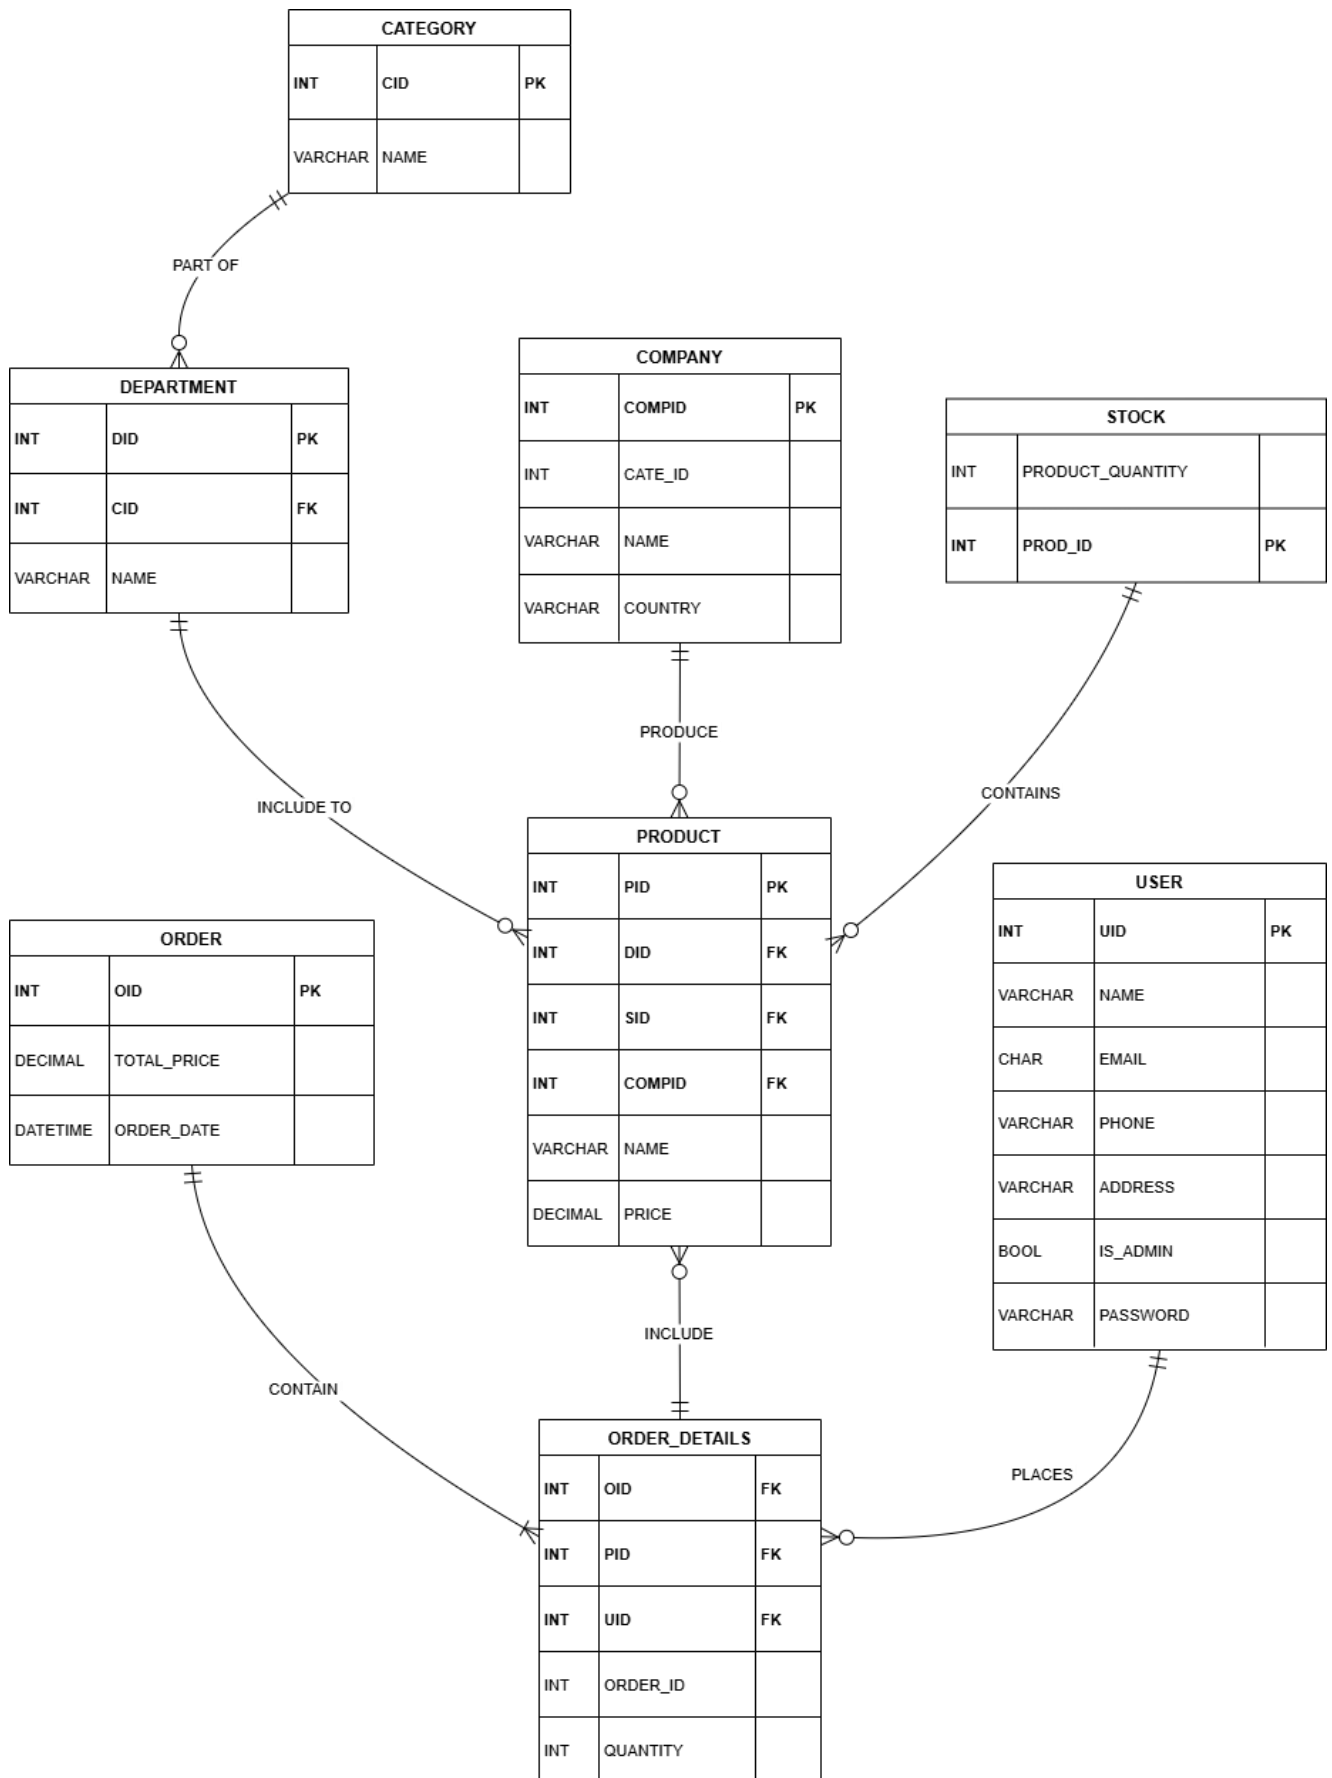 CATEGORY
INT CID PK
VARCHAR NAME
PART OF
DEPARTMENT
INT DID PK
INT CID FK
VARCHAR NAME
COMPANY
INT COMPID PK
INT CATE_ID
VARCHAR NAME
VARCHAR COUNTRY
STOCK
INT PRODUCT_QUANTITY
INT PROD_ID PK
PRODUCE
INCLUDE TO
CONTAINS
PRODUCT
INT PID PK
INT DID FK
INT SID FK
INT COMPID FK
VARCHAR NAME
DECIMAL PRICE
ORDER
INT OID PK
DECIMAL TOTAL_PRICE
DATETIME ORDER_DATE
USER
INT UID PK
VARCHAR NAME
CHAR EMAIL
VARCHAR PHONE
VARCHAR ADDRESS
BOOL IS_ADMIN
VARCHAR PASSWORD
INCLUDE
CONTAIN
PLACES
ORDER_DETAILS
INT OID FK
INT PID FK
INT UID FK
INT ORDER_ID
INT QUANTITY